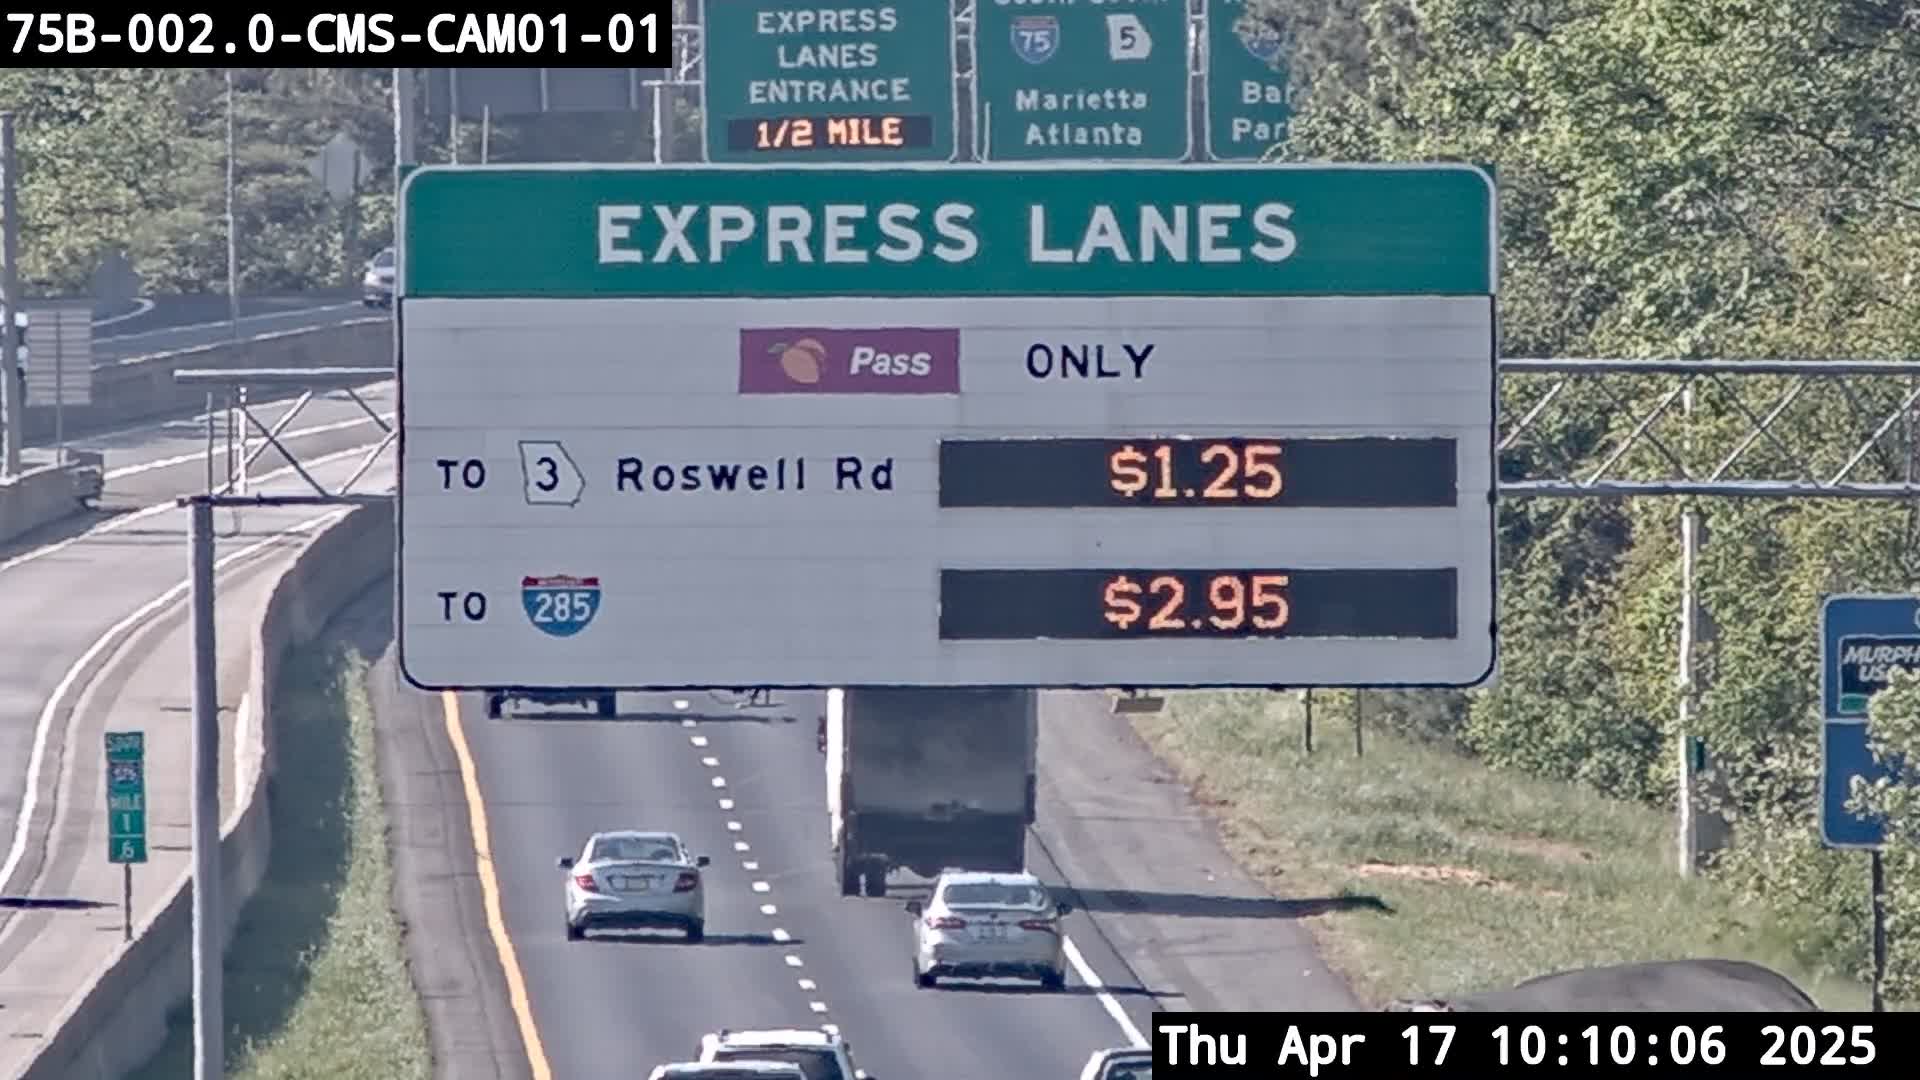 75B-002.0-CMS-CAM01-01
EXPRESS
LANES
ENTRANCE
1/2 MILE
75 5
Marietta
Atlanta
EXPRESS LANES
Pass ONLY
TO 3 Roswell Rd $1.25
TO 285 $2.95
MILE
1
.6
Thu Apr 17 10:10:06 2025